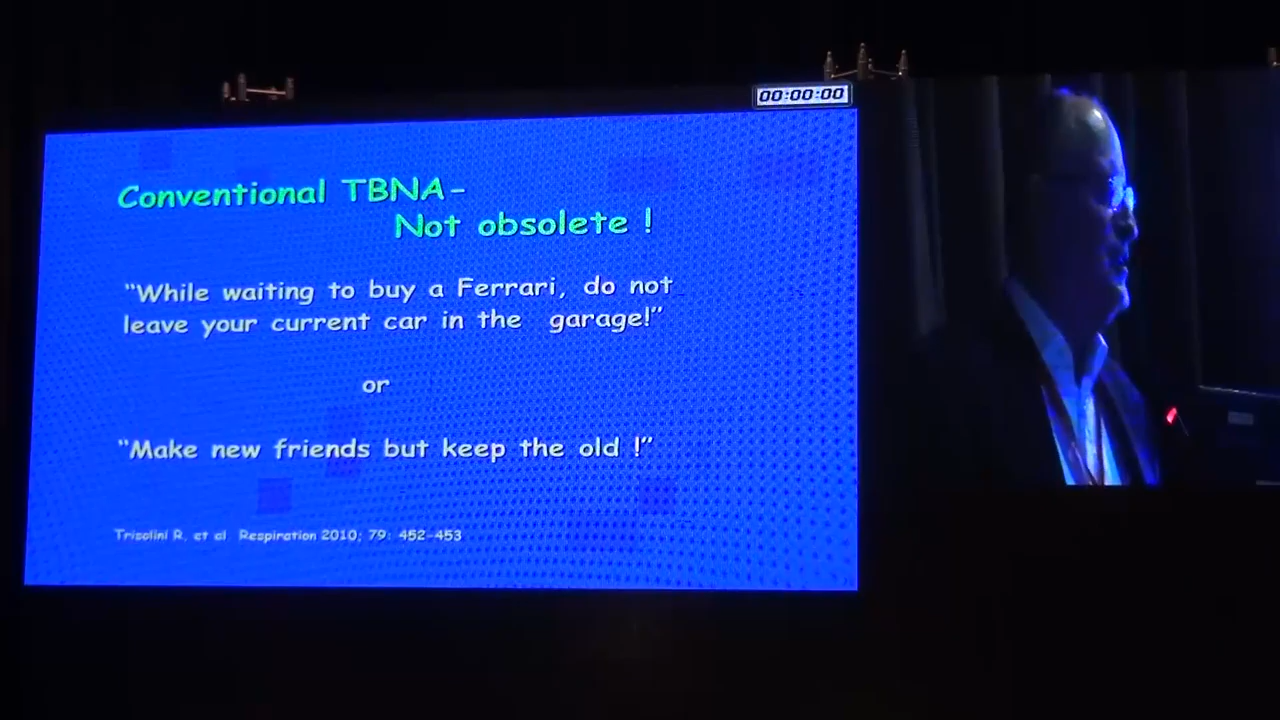 00:00:00
Conventional TBNA-
Not obsolete !
“While waiting to buy a Ferrari, do not
leave your current car in the garage!”
or
“Make new friends but keep the old !”
Trisolini R, et al Respiration 2010; 79: 452-453